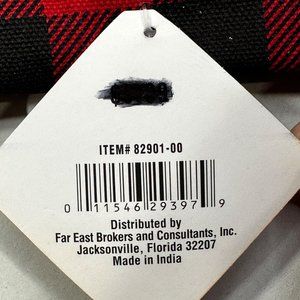 ITEM# 82901-00
0 11546 29397 9
Distributed by
Far East Brokers and Consultants, Inc.
Jacksonville, Florida 32207
Made in India